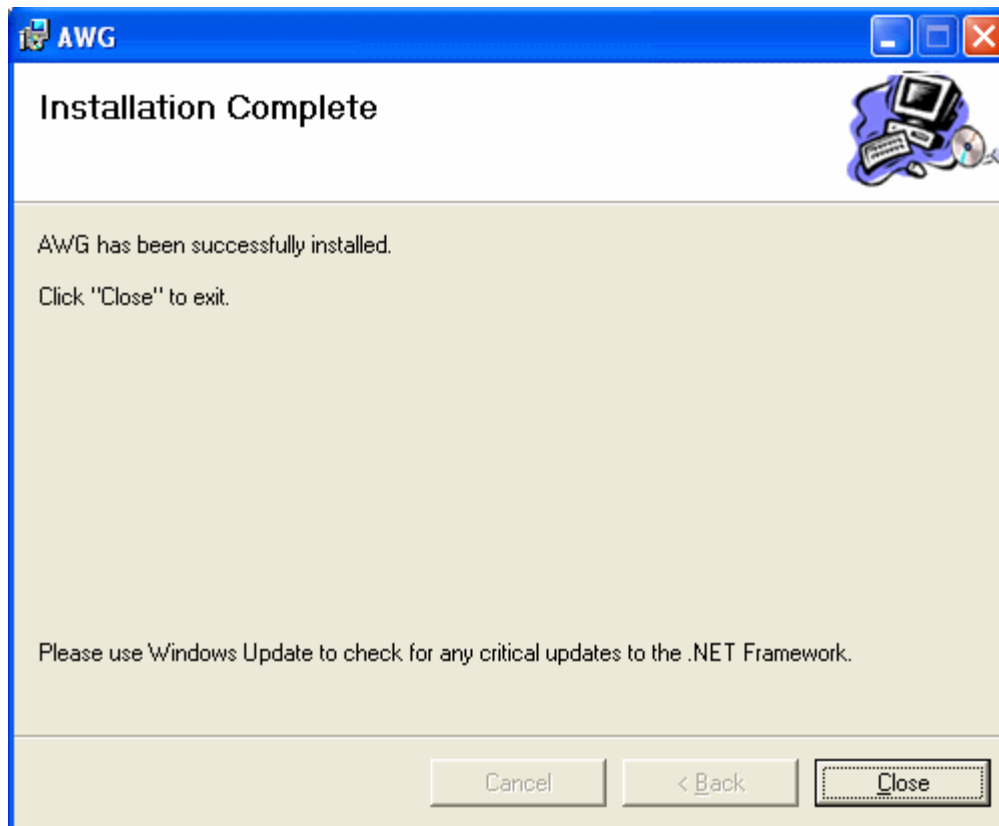 AWG
Installation Complete
AWG has been successfully installed.
Click "Close" to exit.
Please use Windows Update to check for any critical updates to the .NET Framework.
Cancel
< Back
Close